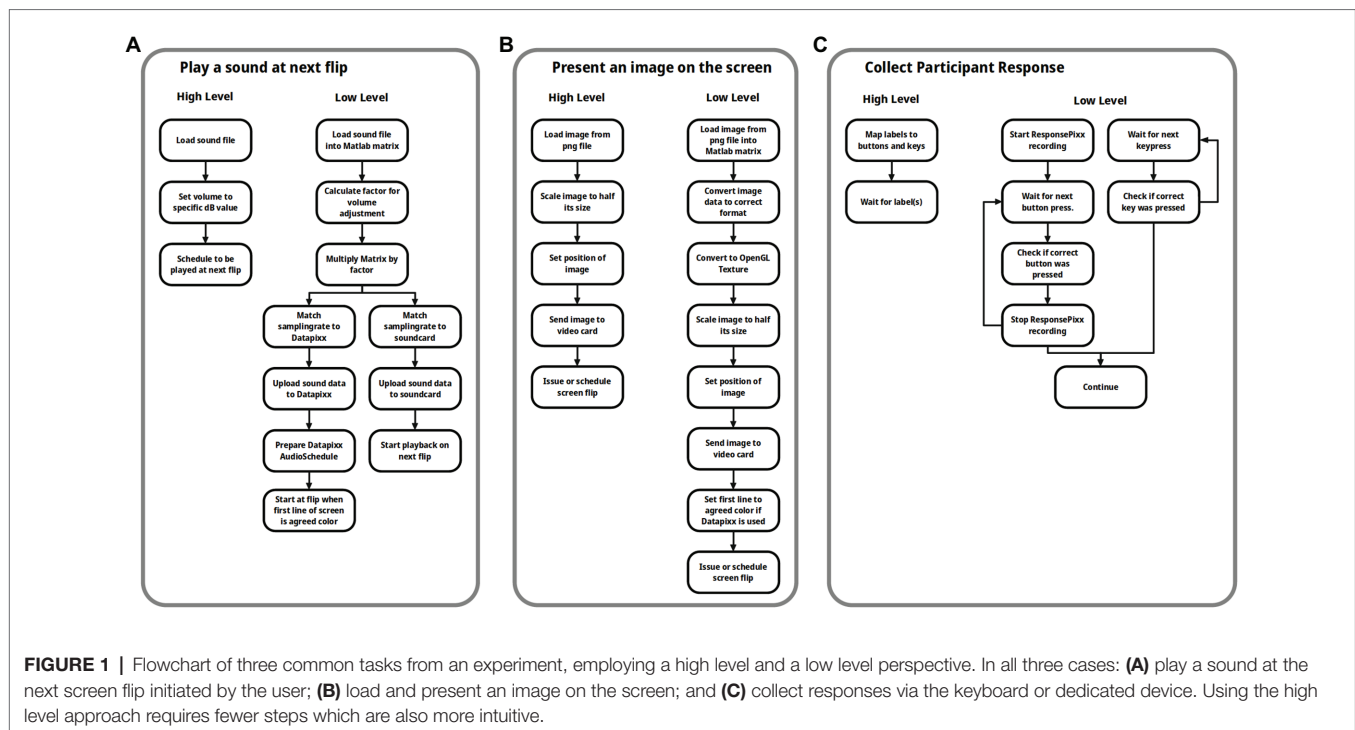 A
Play a sound at next flip
High Level
Load sound file
Set volume to
specific dB value
Schedule to be
played at next flip
Low Level
Load sound file
into Matlab matrix
Calculate factor for
volume
adjustment
Multiply Matrix by
factor
Match
samplingrate to
Datapixx
Upload sound data
to Datapixx
Prepare Datapixx
AudioSchedule
Start at flip when
first line of screen
is agreed color
Match
samplingrate to
soundcard
Upload sound data
to soundcard
Start playback on
next flip
B
Present an image on the screen
High Level
Load image from
png file
Scale image to half
its size
Set position of
image
Send image to
video card
Issue or schedule
screen flip
Low Level
Load image from
png file into
Matlab matrix
Convert image
data to correct
format
Convert to OpenGL
Texture
Scale image to half
its size
Set position of
image
Send image to
video card
Set first line to
agreed color if
Datapixx is used
Issue or schedule
screen flip
C
Collect Participant Response
High Level
Map labels to
buttons and keys
Wait for label(s)
Low Level
Start ResponsePixx
recording
Wait for next
button press.
Check if correct
button was
pressed
Stop ResponsePixx
recording
Wait for next
keypress
Check if correct
key was pressed
Continue
FIGURE 1 | Flowchart of three common tasks from an experiment, employing a high level and a low level perspective. In all three cases: (A) play a sound at the
next screen flip initiated by the user; (B) load and present an image on the screen; and (C) collect responses via the keyboard or dedicated device. Using the high
level approach requires fewer steps which are also more intuitive.